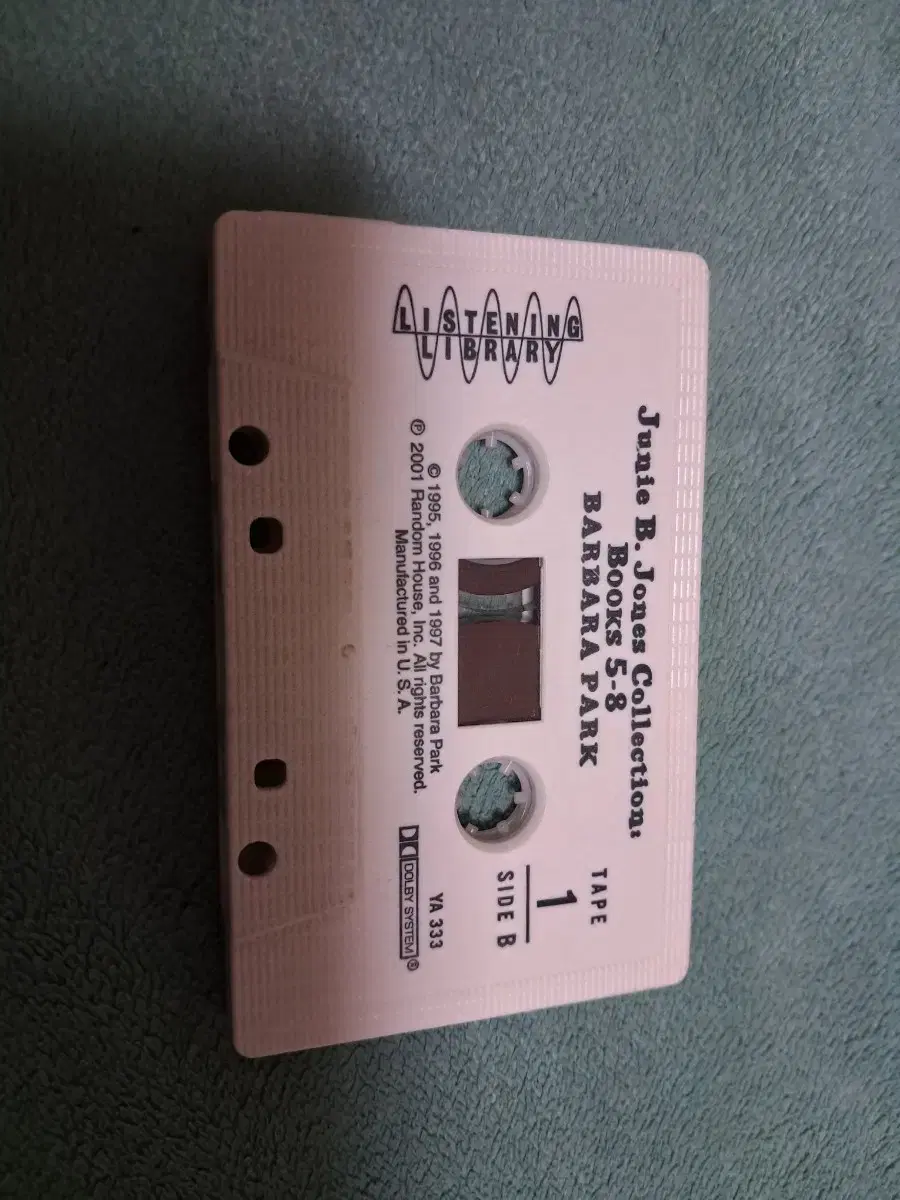 Junie B. Jones Collection:
BOOKS 5-8
BARBARA PARK
LISTENING
LIBRARY
TAPE
1
SIDE B
© 1995, 1996 and 1997 by Barbara Park
℗ 2001 Random House, Inc. All rights reserved.
Manufactured in U. S. A.
YA 333
DOLBY SYSTEM®